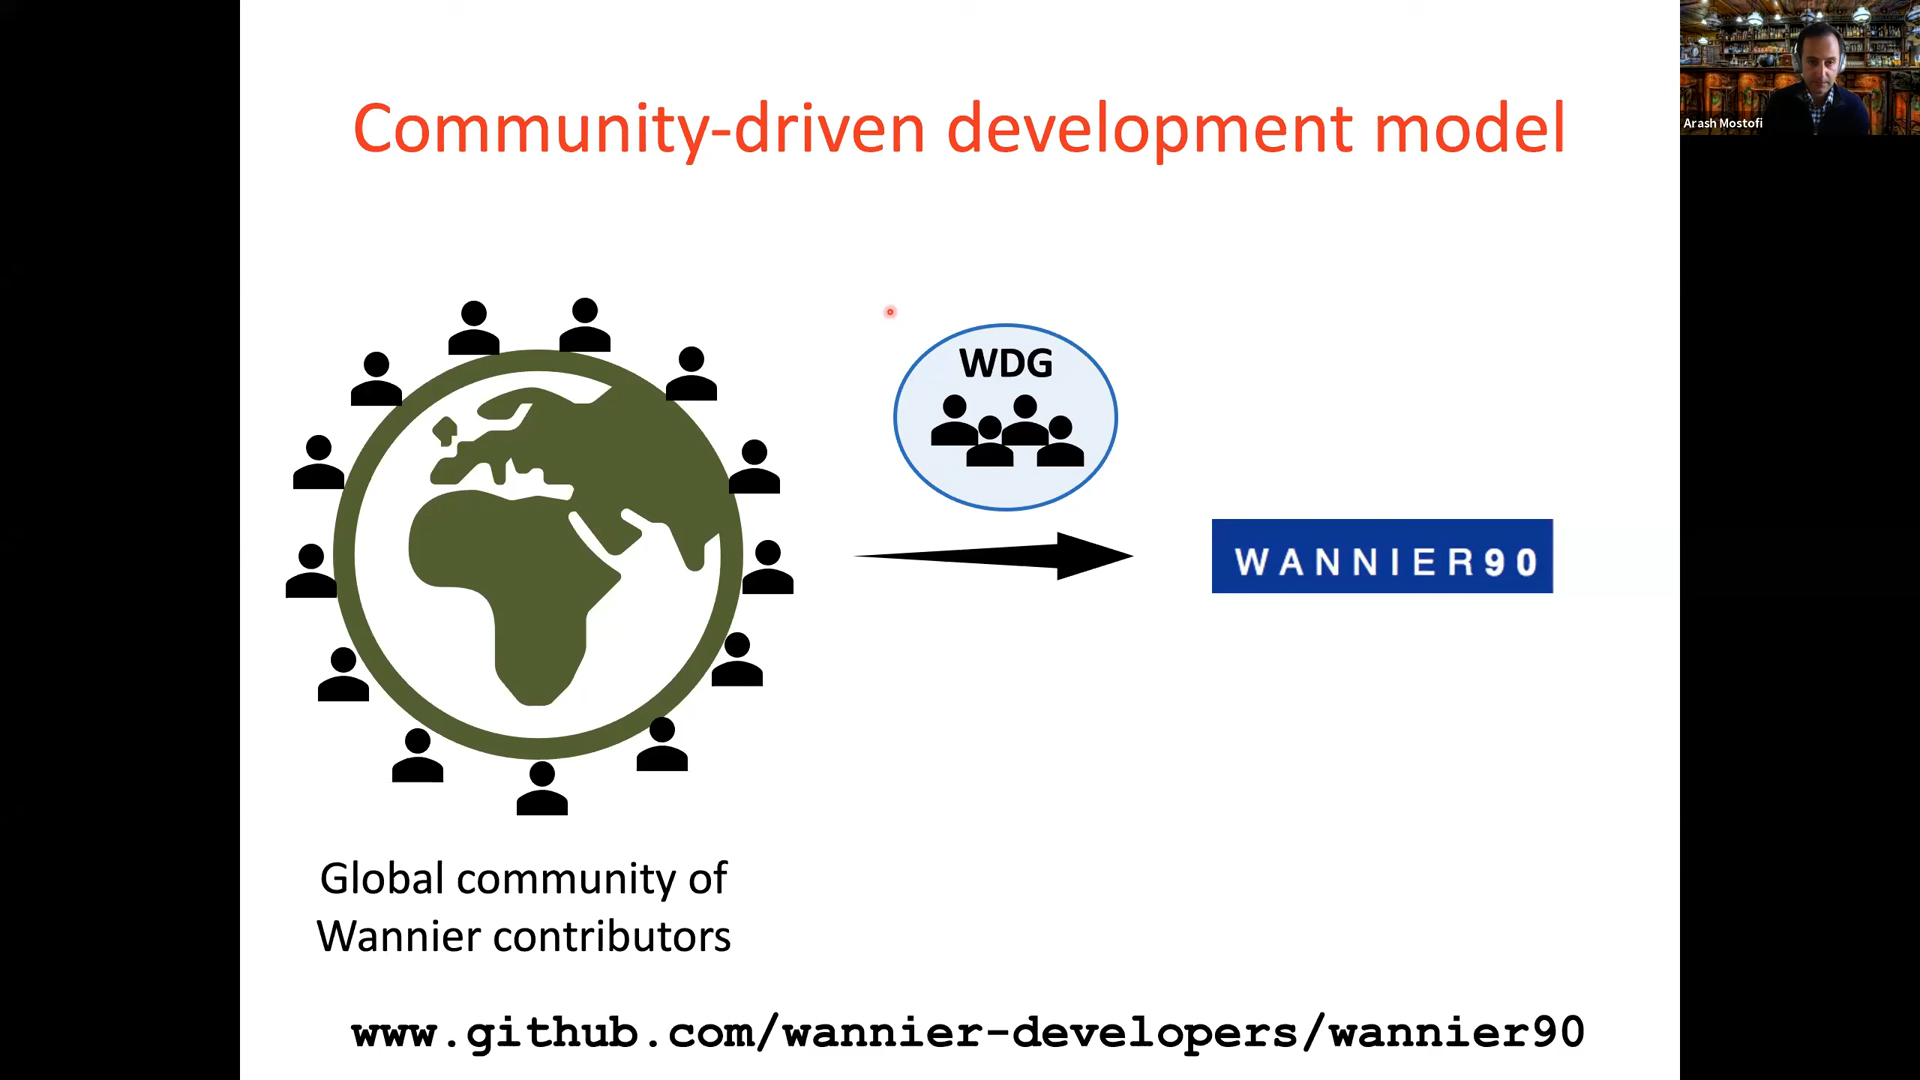 Community-driven development model
Arash Mostofi
WDG
WANNIER90
Global community of
Wannier contributors
www.github.com/wannier-developers/wannier90